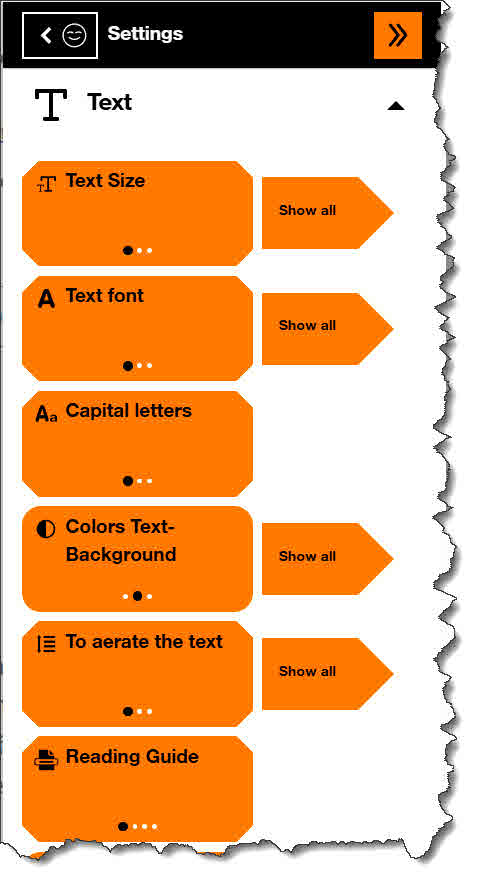 Settings
Text
Text Size
Show all
Text font
Show all
Capital letters
Colors Text-
Background
Show all
To aerate the text
Show all
Reading Guide